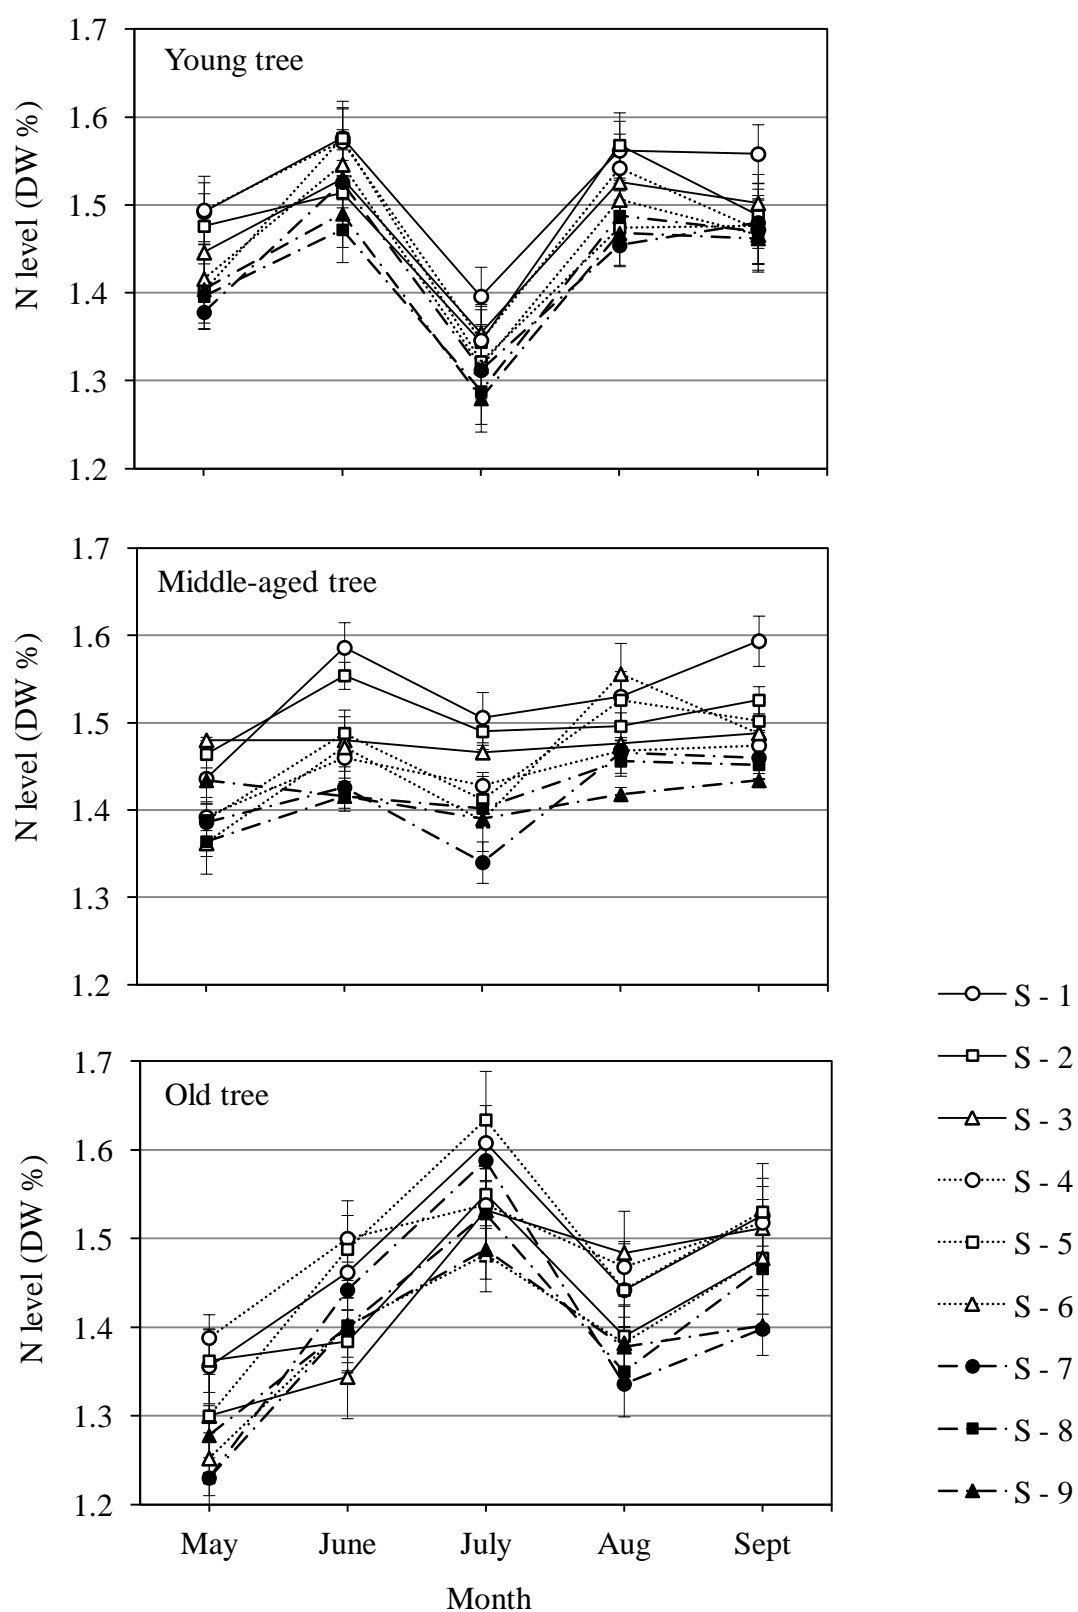 Young tree
N level (DW %)
1.7
1.6
1.5
1.4
1.3
1.2
Middle-aged tree
N level (DW %)
1.7
1.6
1.5
1.4
1.3
1.2
Old tree
N level (DW %)
1.7
1.6
1.5
1.4
1.3
1.2
May June July Aug Sept
Month
S - 1
S - 2
S - 3
S - 4
S - 5
S - 6
S - 7
S - 8
S - 9